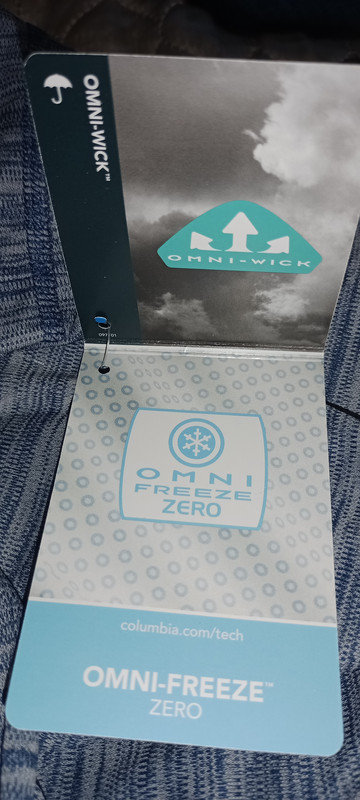 OMNI-WICK™
OMNI-WICK
OMNI
FREEZE
ZERO
columbia.com/tech
OMNI-FREEZE™
ZERO